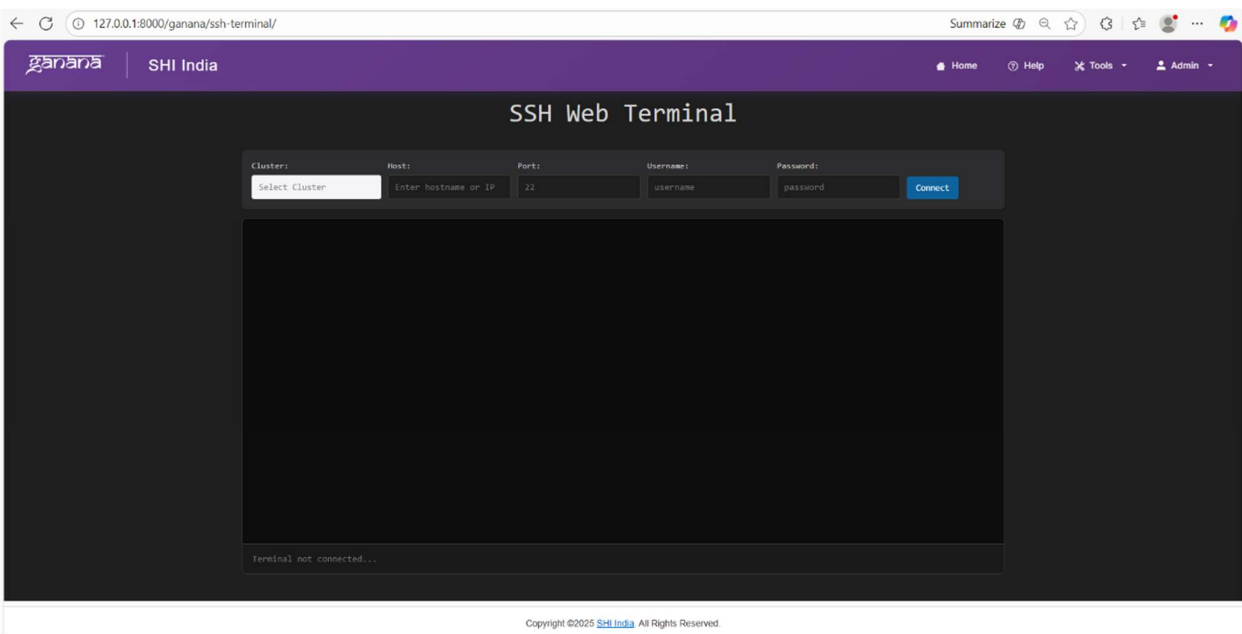 127.0.0.1:8000/ganana/ssh-terminal/
Summarize
ganana
SHI India
Home
Help
Tools
Admin
SSH Web Terminal
Cluster:
Host:
Port:
Username:
Password:
Select Cluster
Enter hostname or IP
22
username
password
Connect
Terminal not connected...
Copyright ©2025 SHI India. All Rights Reserved.